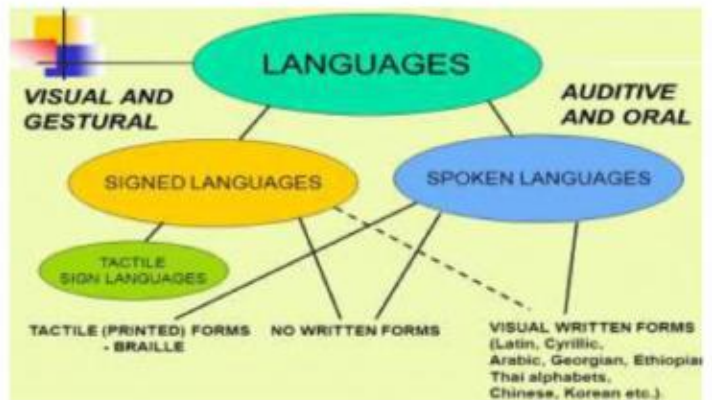 LANGUAGES
VISUAL AND
GESTURAL
AUDITIVE
AND ORAL
SIGNED LANGUAGES
SPOKEN LANGUAGES
TACTILE
SIGN LANGUAGES
TACTILE (PRINTED) FORMS
- BRAILLE
NO WRITTEN FORMS
VISUAL WRITTEN FORMS
(Latin, Cyrillic,
Arabic, Georgian, Ethiopian
Thai alphabets,
Chinese, Korean etc.)